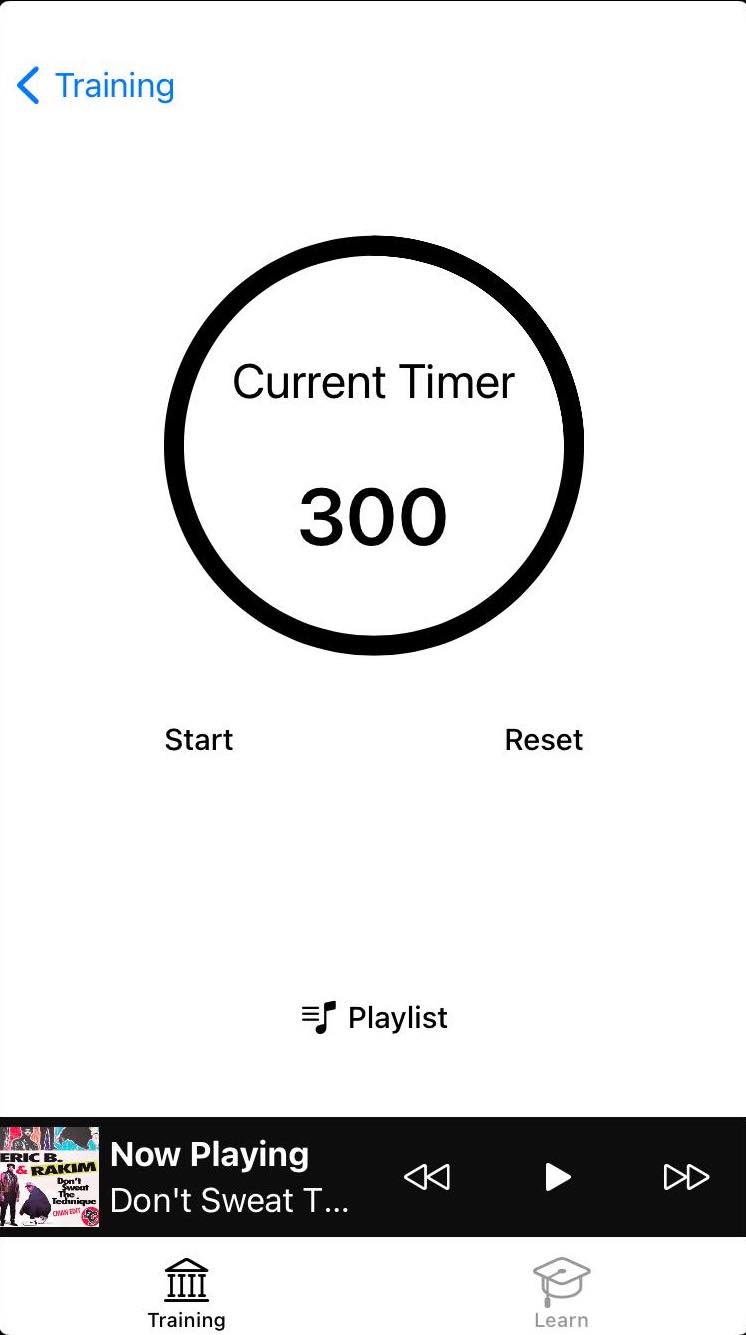 Training
Current Timer
300
Start
Reset
Playlist
ERIC B.
& RAKIM
Don't
Sweat
The
Technique
Now Playing
Don't Sweat T...
Training
Learn